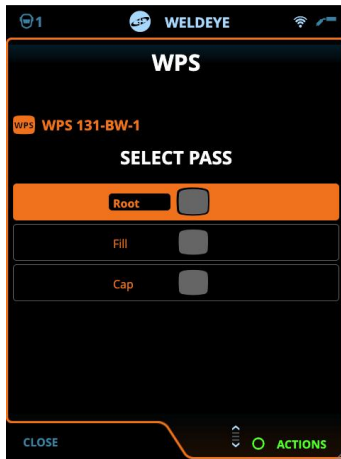 1 WELDEYE
WPS
WPS WPS 131-BW-1
SELECT PASS
Root
Fill
Cap
CLOSE ACTIONS